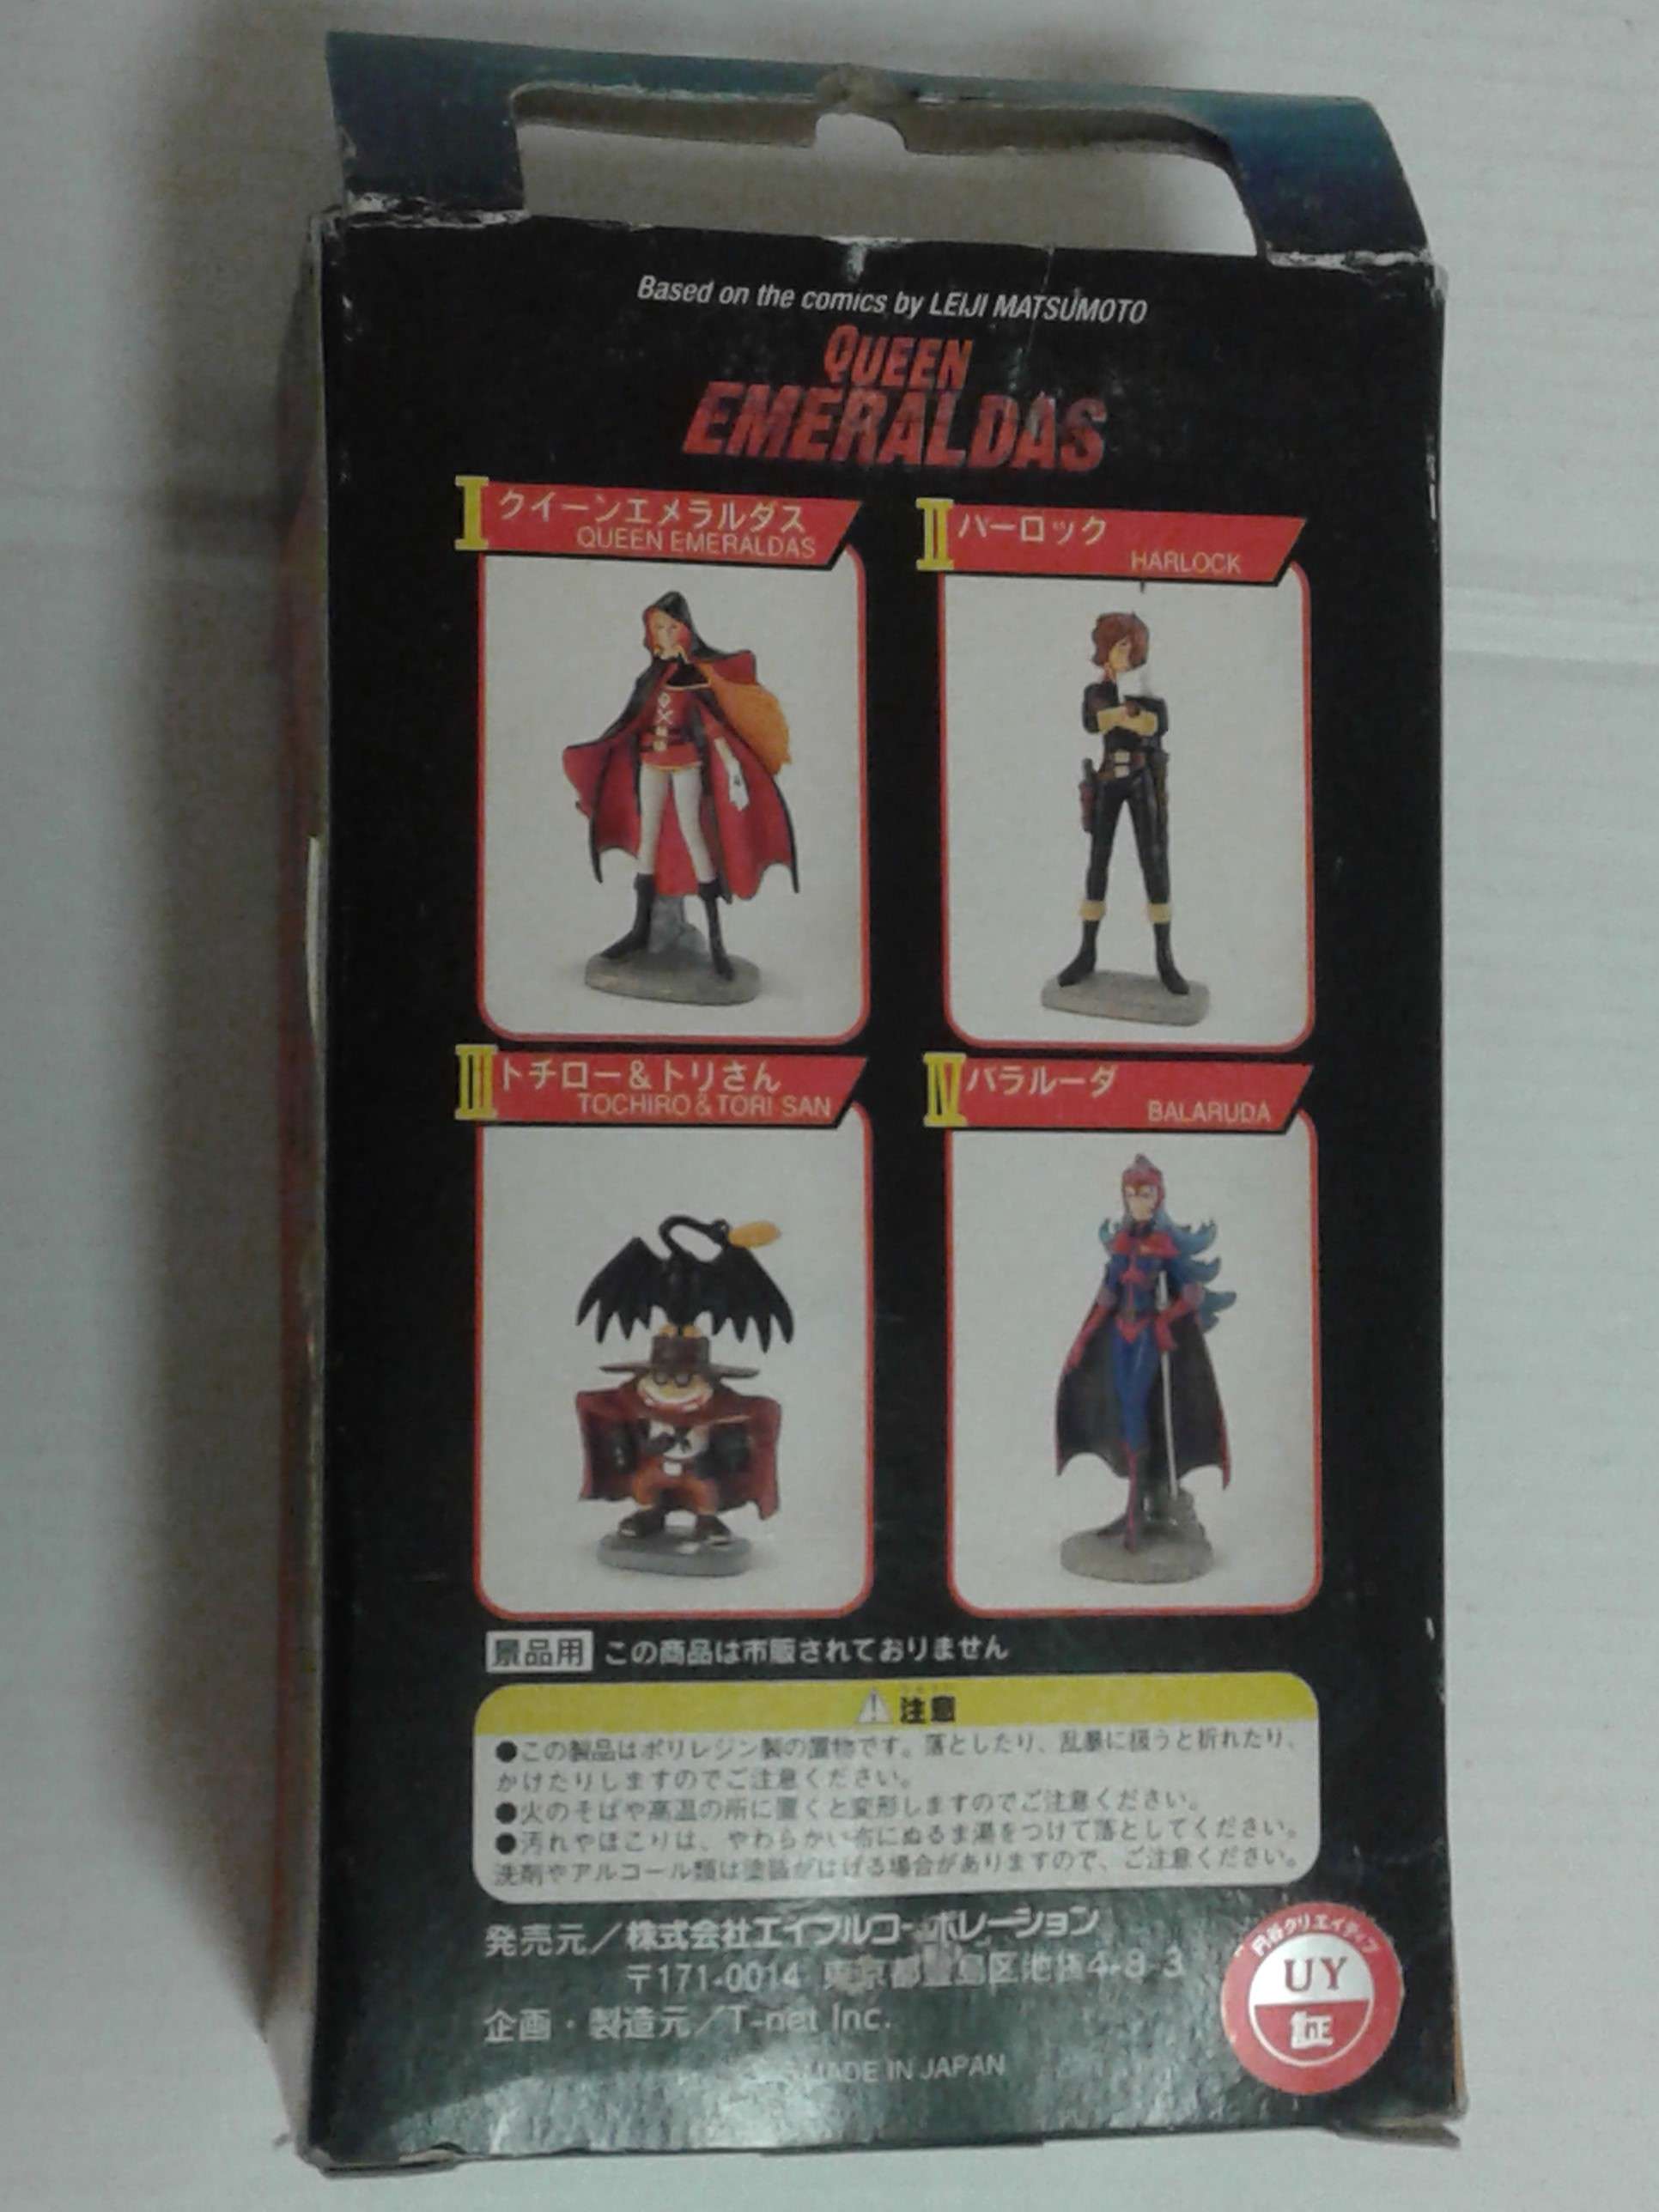 Based on the comics by LEIJI MATSUMOTO
QUEEN
EMERALDAS
I クイーンエメラルダス
QUEEN EMERALDAS
II ハーロック
HARLOCK
III トチロー&トリさん
TOCHIRO & TORI SAN
IV バラルーダ
BALARUDA
景品用 この商品は市販されておりません
⚠注意
●この製品はポリレジン製の置物です。落としたり、乱暴に扱うと折れたり、
かけたりしますのでご注意ください。
●火のそばや高温の所に置くと変形しますのでご注意ください。
●汚れやほこりは、やわらかい布にぬるま湯をつけて落としてください。
洗剤やアルコール類は塗装がはげる場合がありますので、ご注意ください。
発売元/株式会社エイブルコーポレーション
〒171-0014 東京都豊島区池袋4-8-3
企画・製造元/T-net Inc.
MADE IN JAPAN
円谷クリエイティブ
UY
証